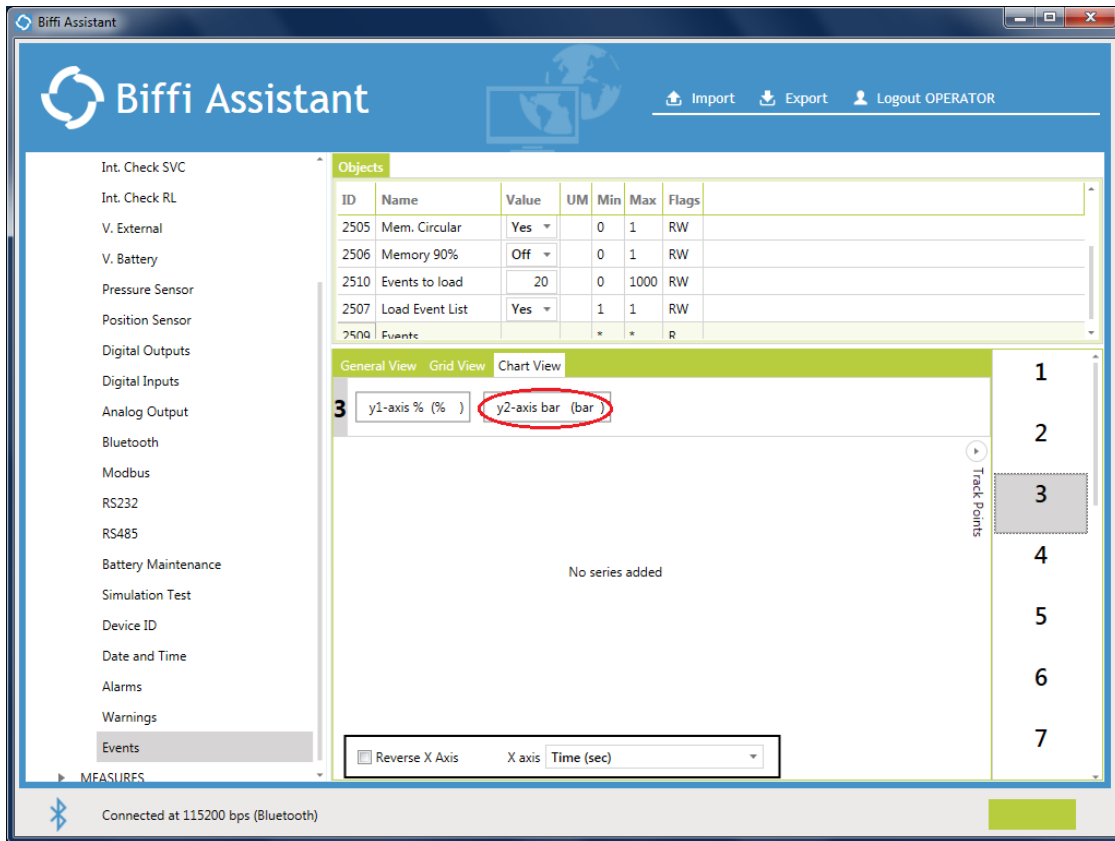 Biffi Assistant
Biffi Assistant
Import Export Logout OPERATOR
Int. Check SVC
Int. Check RL
V. External
V. Battery
Pressure Sensor
Position Sensor
Digital Outputs
Digital Inputs
Analog Output
Bluetooth
Modbus
RS232
RS485
Battery Maintenance
Simulation Test
Device ID
Date and Time
Alarms
Warnings
Events
MEASURES
Objects
ID Name Value UM Min Max Flags
2505 Mem. Circular Yes 0 1 RW
2506 Memory 90% Off 0 1 RW
2510 Events to load 20 0 1000 RW
2507 Load Event List Yes 1 1 RW
2509 Events * * R
General View Grid View Chart View
3 y1-axis % (% ) y2-axis bar (bar )
Track Points
No series added
Reverse X Axis X axis Time (sec)
1
2
3
4
5
6
7
Connected at 115200 bps (Bluetooth)